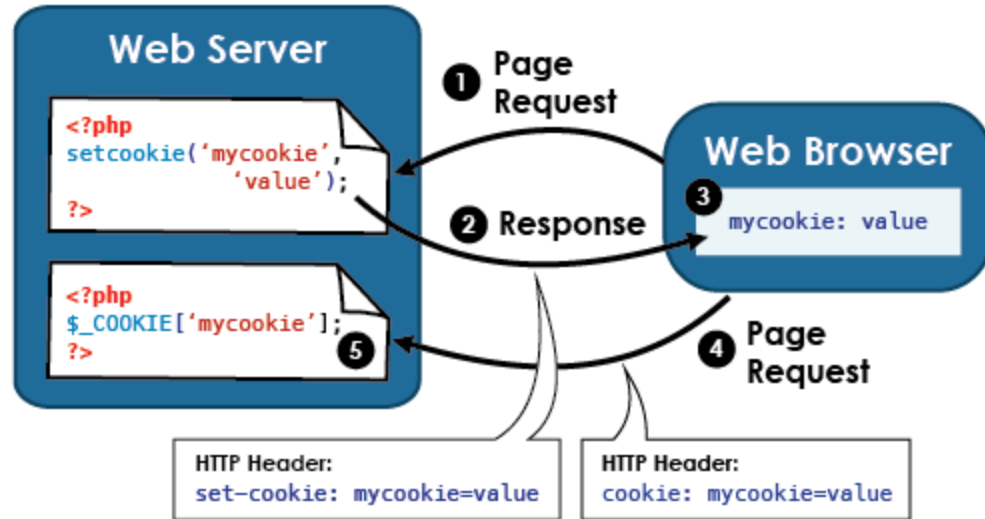 Web Server
<?php
setcookie(‘mycookie’,
‘value’);
?>
<?php
$_COOKIE[‘mycookie’];
?>
5
1 Page
Request
2 Response
Web Browser
3
mycookie: value
4 Page
Request
HTTP Header:
set-cookie: mycookie=value
HTTP Header:
cookie: mycookie=value